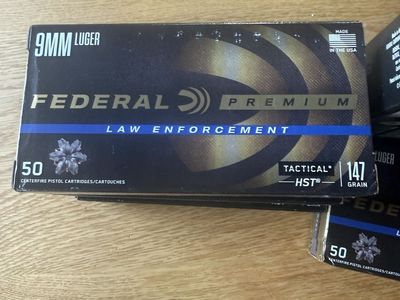 9MM LUGER
MADE
IN THE USA
FEDERAL PREMIUM
LAW ENFORCEMENT
50
CENTERFIRE PISTOL CARTRIDGES/CARTOUCHES
TACTICAL®
HST®
147
GRAIN
LUGER
50